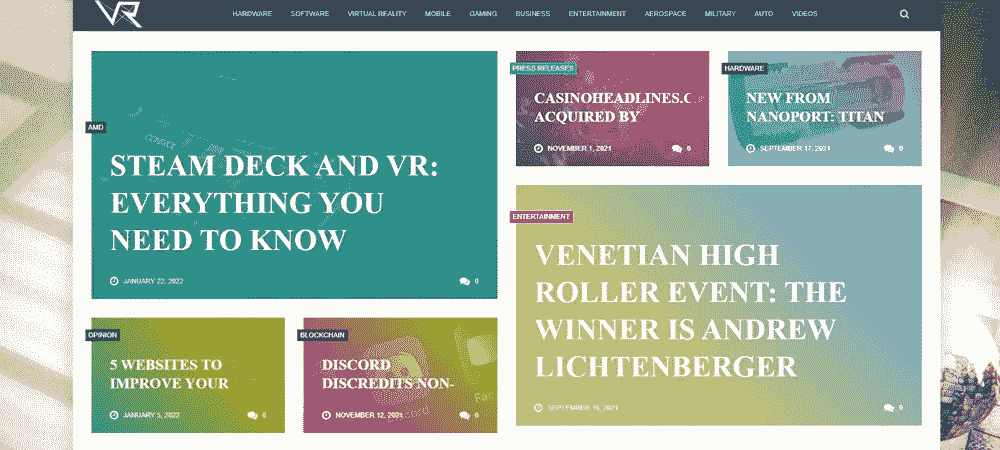 VR
HARDWARE SOFTWARE VIRTUAL REALITY MOBILE GAMING BUSINESS ENTERTAINMENT AEROSPACE MILITARY AUTO VIDEOS
AMD
STEAM DECK AND VR:
EVERYTHING YOU
NEED TO KNOW
JANUARY 22, 2022 0
PRESS RELEASES
CASINOHEADLINES.C
ACQUIRED BY
NOVEMBER 1, 2021 0
HARDWARE
NEW FROM
NANOPORT: TITAN
SEPTEMBER 17, 2021 0
ENTERTAINMENT
VENETIAN HIGH
ROLLER EVENT: THE
WINNER IS ANDREW
LICHTENBERGER
SEPTEMBER 16, 2021 0
OPINION
5 WEBSITES TO
IMPROVE YOUR
JANUARY 5, 2022 0
BLOCKCHAIN
DISCORD
DISCREDITS NON-
NOVEMBER 12, 2021 0